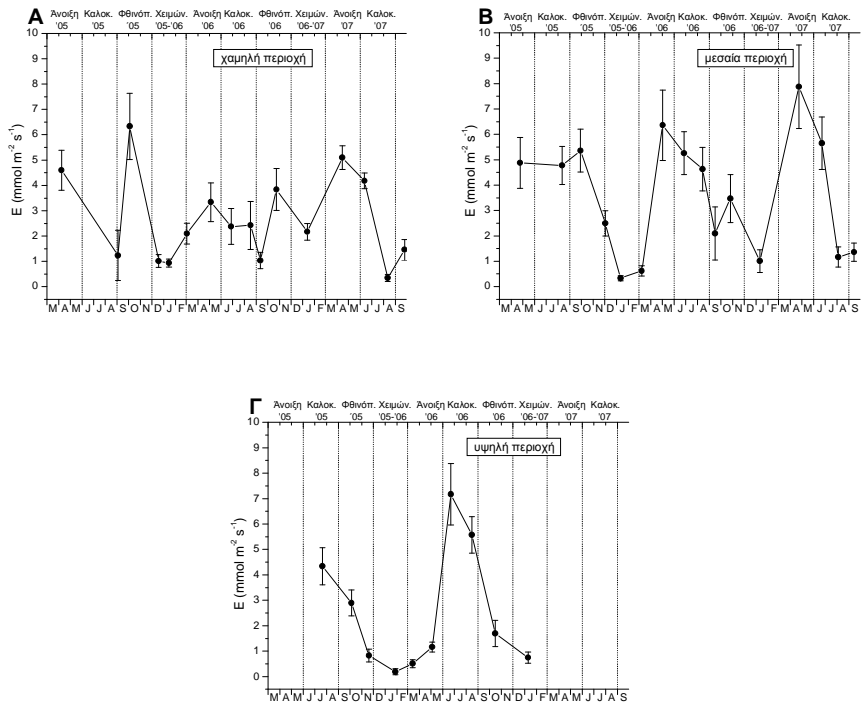 Α
Άνοιξη Καλοκ. Φθινόπ. Χειμών. Άνοιξη Καλοκ. Φθινόπ. Χειμών. Άνοιξη Καλοκ.
'05 '05 '05 '05-'06 '06 '06 '06 '06-'07 '07 '07
χαμηλή περιοχή
E (mmol m⁻² s⁻¹)
10
9
8
7
6
5
4
3
2
1
0
M A M J J A S O N D J F M A M J J A S O N D J F M A M J J A S
Β
Άνοιξη Καλοκ. Φθινόπ. Χειμών. Άνοιξη Καλοκ. Φθινόπ. Χειμών. Άνοιξη Καλοκ.
'05 '05 '05 '05-'06 '06 '06 '06 '06-'07 '07 '07
μεσαία περιοχή
E (mmol m⁻² s⁻¹)
10
9
8
7
6
5
4
3
2
1
0
M A M J J A S O N D J F M A M J J A S O N D J F M A M J J A S
Γ
Άνοιξη Καλοκ. Φθινόπ. Χειμών. Άνοιξη Καλοκ. Φθινόπ. Χειμών. Άνοιξη Καλοκ.
'05 '05 '05 '05-'06 '06 '06 '06 '06-'07 '07 '07
υψηλή περιοχή
E (mmol m⁻² s⁻¹)
10
9
8
7
6
5
4
3
2
1
0
M A M J J A S O N D J F M A M J J A S O N D J F M A M J J A S